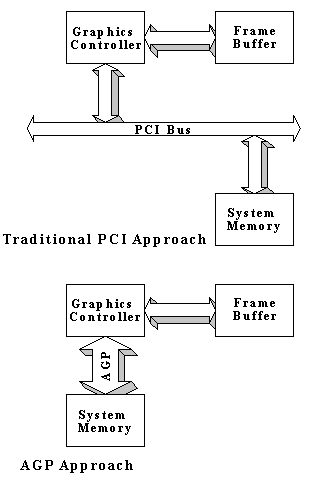 Graphics
Controller
Frame
Buffer
PCI Bus
System
Memory
Traditional PCI Approach
Graphics
Controller
Frame
Buffer
AGP
System
Memory
AGP Approach